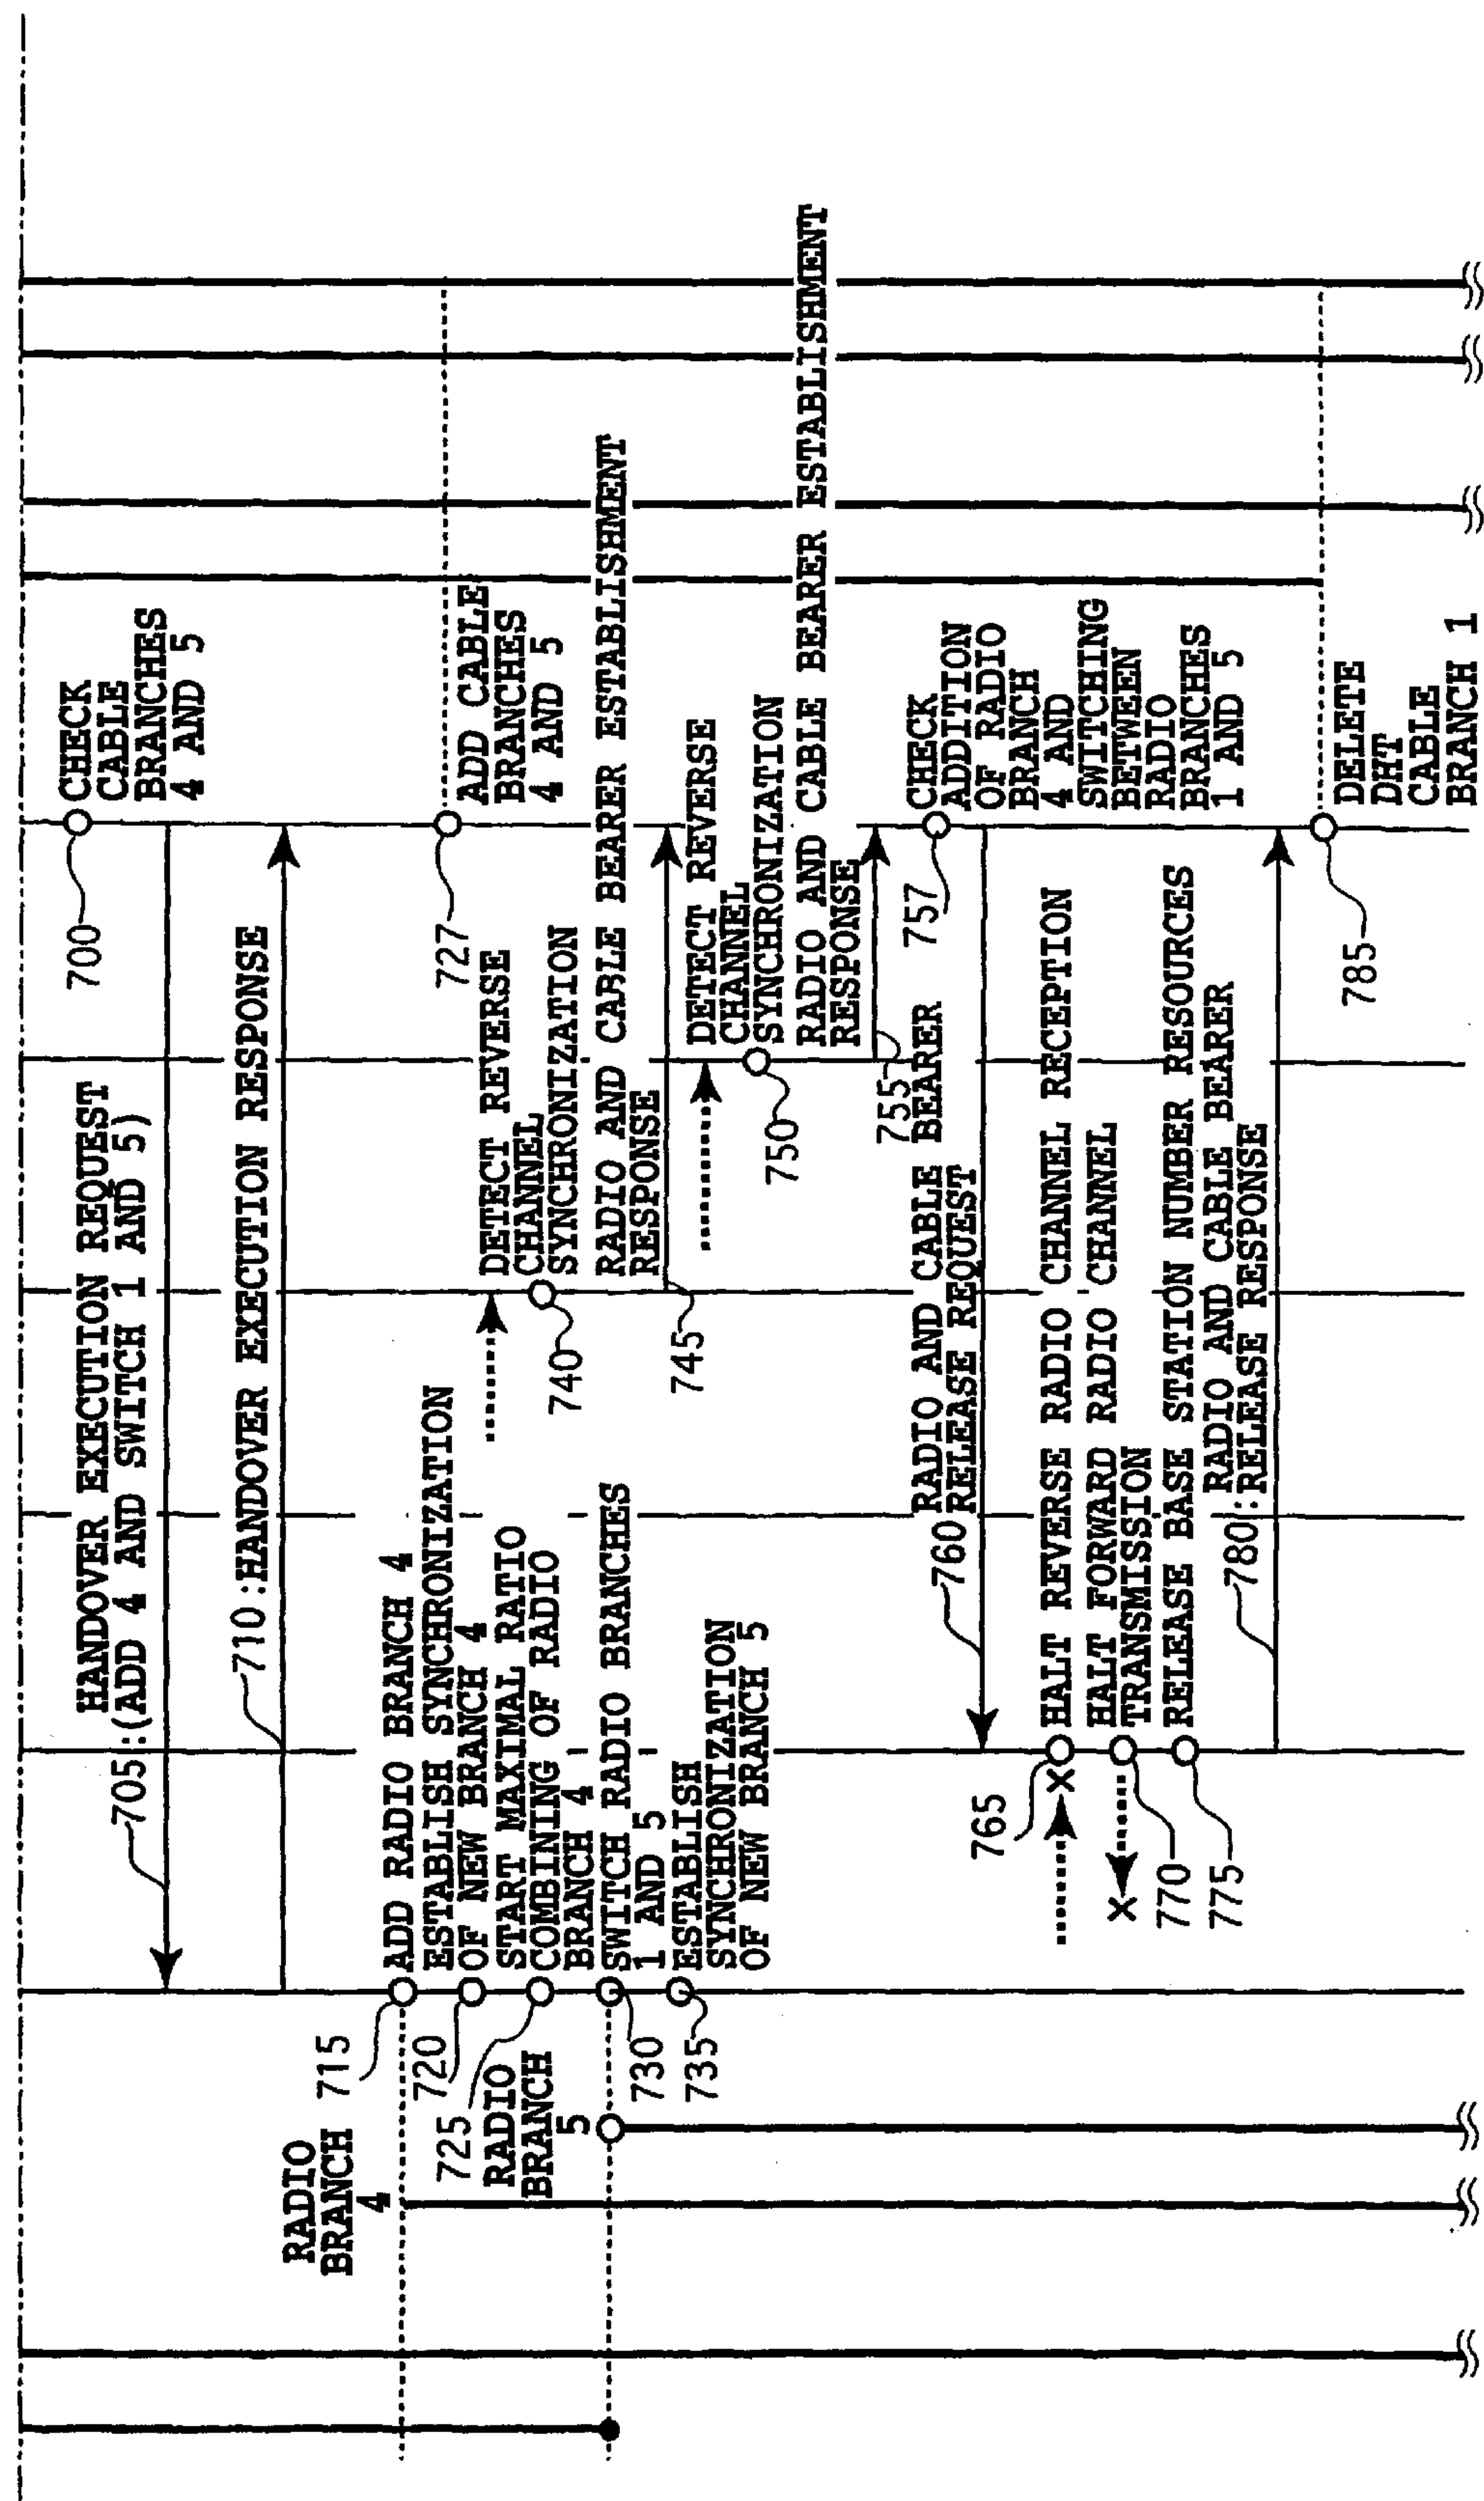 700
CHECK
CABLE
BRANCHES
4 AND 5
HANDOVER EXECUTION REQUEST
705:(ADD 4 AND SWITCH 1 AND 5)
710:HANDOVER EXECUTION RESPONSE
RADIO
BRANCH
4
715
ADD RADIO BRANCH 4
720
ESTABLISH SYNCHRONIZATION
OF NEW BRANCH 4
725
START MAXIMAL RATIO
COMBINING OF RADIO
BRANCH 4
727
ADD CABLE
BRANCHES
4 AND 5
RADIO
BRANCH
5
730
SWITCH RADIO BRANCHES
1 AND 5
735
ESTABLISH
SYNCHRONIZATION
OF NEW BRANCH 5
740
DETECT REVERSE
CHANNEL
SYNCHRONIZATION
745
RADIO AND CABLE BEARER ESTABLISHMENT
RESPONSE
750
DETECT REVERSE
CHANNEL
SYNCHRONIZATION
755
RADIO AND CABLE BEARER ESTABLISHMENT
RESPONSE
757
CHECK
ADDITION
OF RADIO
BRANCH
4 AND
SWITCHING
BETWEEN
RADIO
BRANCHES
1 AND 5
760
RADIO AND CABLE BEARER
RELEASE REQUEST
765
X
HALT REVERSE RADIO CHANNEL RECEPTION
770
X
HALT FORWARD RADIO CHANNEL
TRANSMISSION
775
RELEASE BASE STATION NUMBER RESOURCES
RADIO AND CABLE BEARER
780:RELEASE RESPONSE
785
DELETE
DHT
CABLE
BRANCH 1